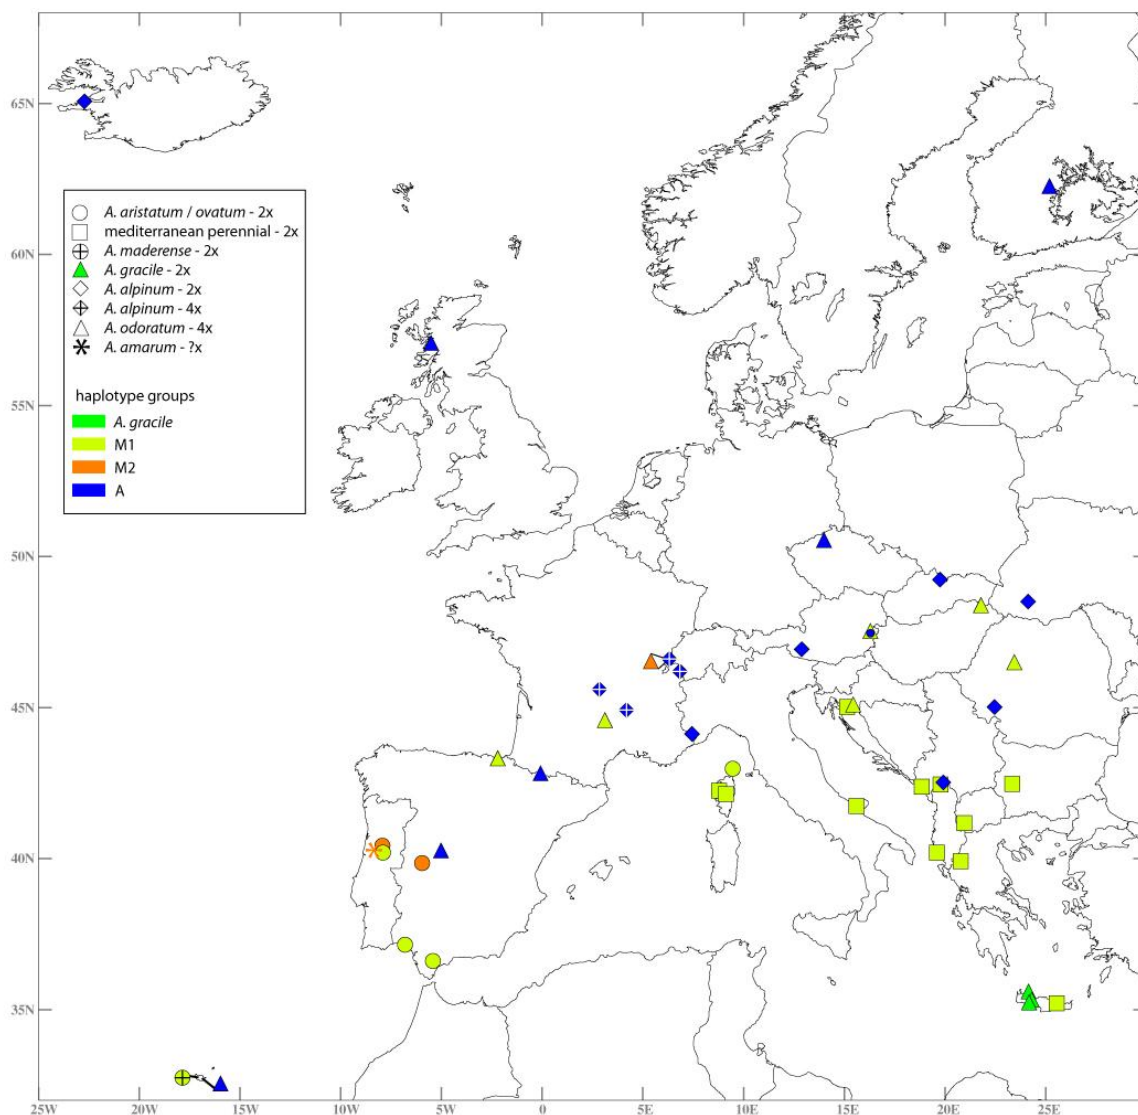 65N
60N
55N
50N
45N
40N
35N
A. aristatum / ovatum - 2x
mediterranean perennial - 2x
A. maderense - 2x
A. gracile - 2x
A. alpinum - 2x
A. alpinum - 4x
A. odoratum - 4x
A. amarum - ?x
haplotype groups
A. gracile
M1
M2
A
25W 20W 15W 10W 5W 0 5E 10E 15E 20E 25E